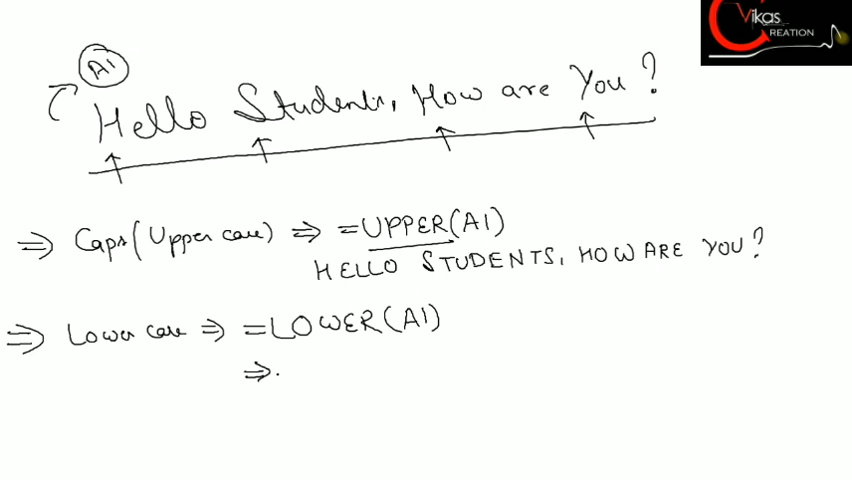 Vikas
CREATION
A1
Hello Students, How are You?
⇒ Caps(Upper case) ⇒ =UPPER(A1)
HELLO STUDENTS, HOW ARE YOU?
⇒ Lower case ⇒ =LOWER(A1)
⇒